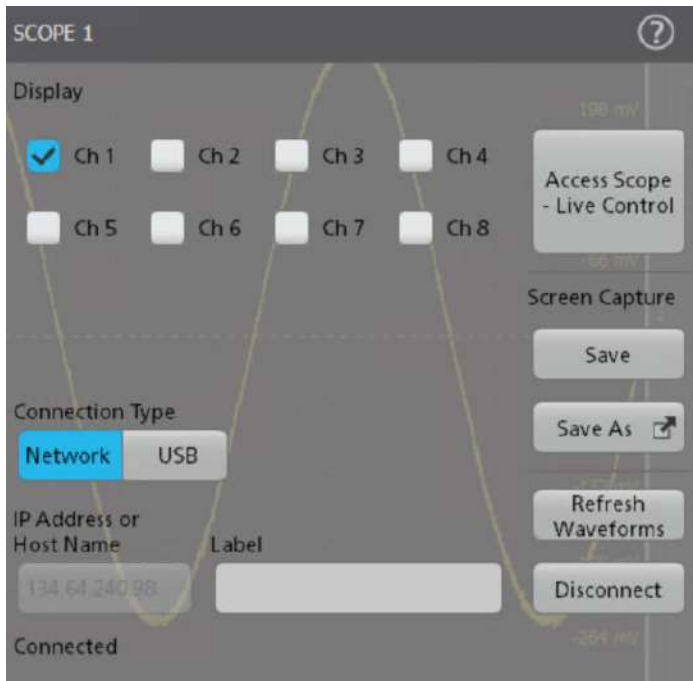 SCOPE 1
?
Display
198 mV
Ch 1 Ch 2 Ch 3 Ch 4
Access Scope
- Live Control
Ch 5 Ch 6 Ch 7 Ch 8
-66 mV
Screen Capture
Save
Connection Type
Save As
Network USB
Refresh
Waveforms
IP Address or
Host Name Label
134.64.240.98
Disconnect
Connected
-264 mV